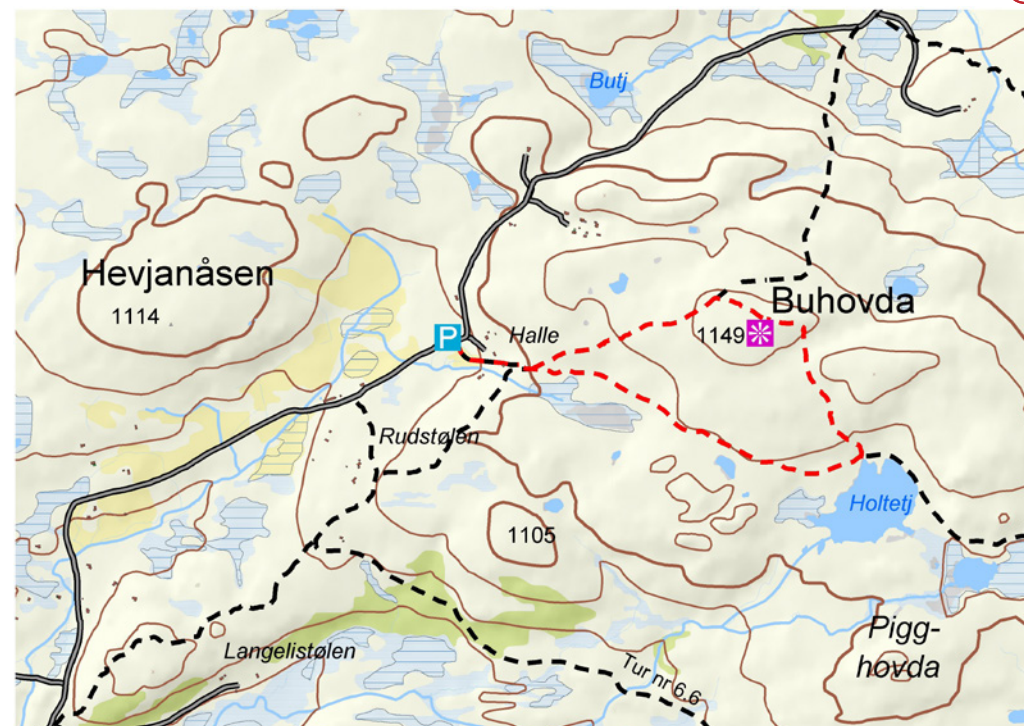 Butj
Hevjanåsen
1114
P
Halle
Buhovda
1149
Rudstølen
Holtetj
1105
Pigg-
hovda
Langelistølen
Tur nr 6.6